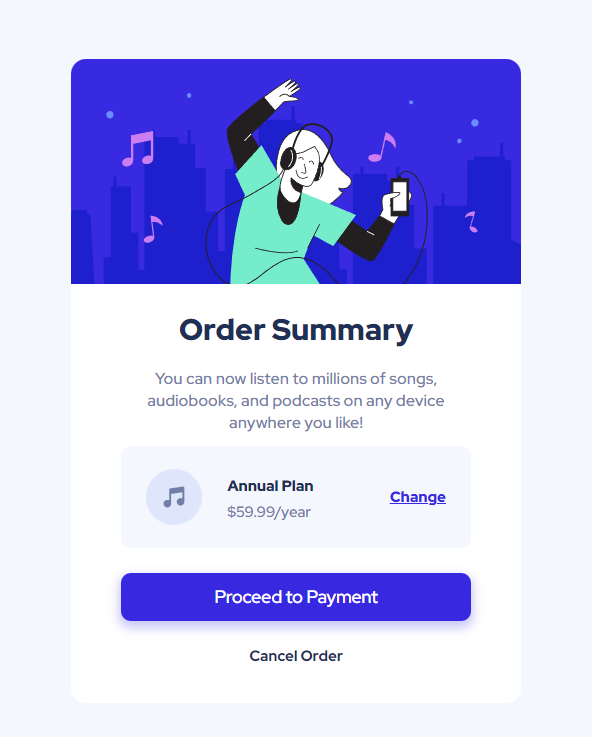 Order Summary
You can now listen to millions of songs,
audiobooks, and podcasts on any device
anywhere you like!
Annual Plan
$59.99/year
Change
Proceed to Payment
Cancel Order